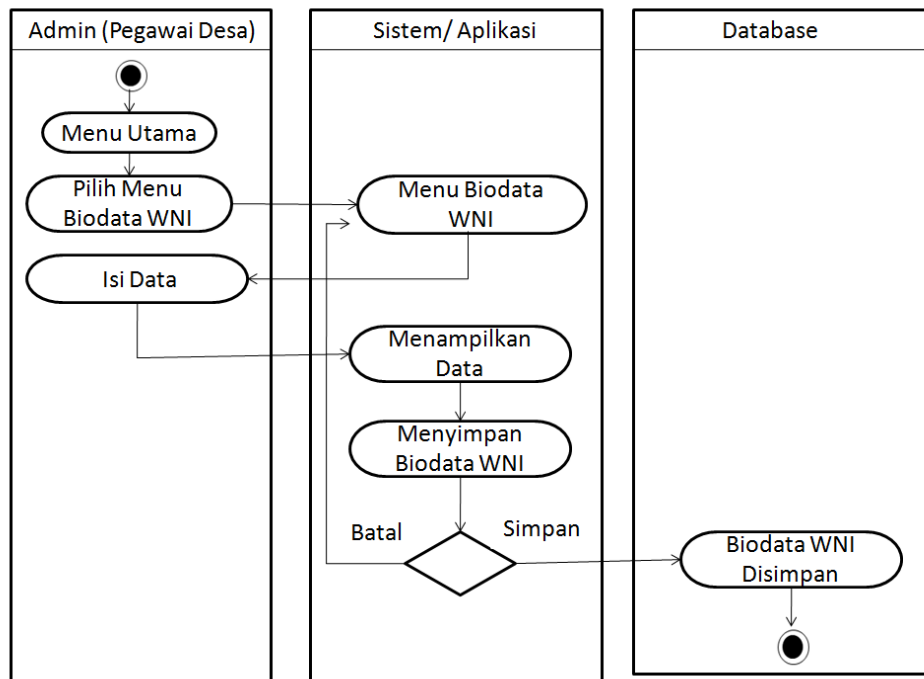 Admin (Pegawai Desa)
Sistem/ Aplikasi
Database
Menu Utama
Pilih Menu
Biodata WNI
Menu Biodata
WNI
Isi Data
Menampilkan
Data
Menyimpan
Biodata WNI
Batal
Simpan
Biodata WNI
Disimpan